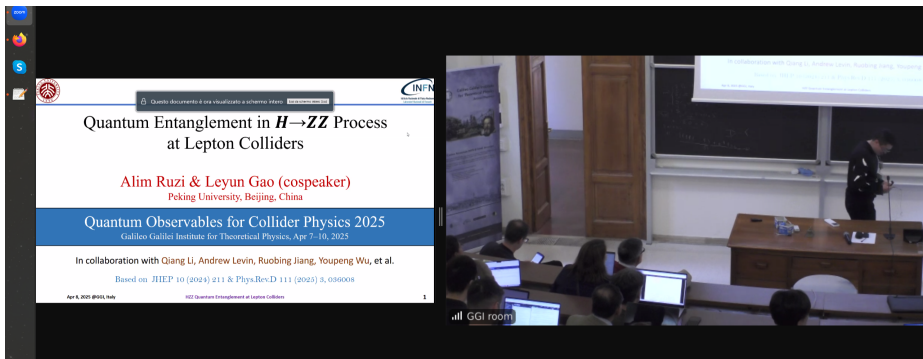 zoom
S
INFN
Questo documento è ora visualizzato a schermo intero
Quantum Entanglement in H→ZZ Process
at Lepton Colliders
Alim Ruzi & Leyun Gao (cospeaker)
Peking University, Beijing, China
Quantum Observables for Collider Physics 2025
Galileo Galilei Institute for Theoretical Physics, Apr 7–10, 2025
In collaboration with Qiang Li, Andrew Levin, Ruobing Jiang, Youpeng Wu, et al.
Based on JHEP 10 (2024) 211 & Phys.Rev.D 111 (2025) 3, 036008
Apr 8, 2025 @GGI, Italy
HZZ Quantum Entanglement at Lepton Colliders
1
In collaboration with Qiang Li, Andrew Levin, Ruobing Jiang, Youpeng
GGI room